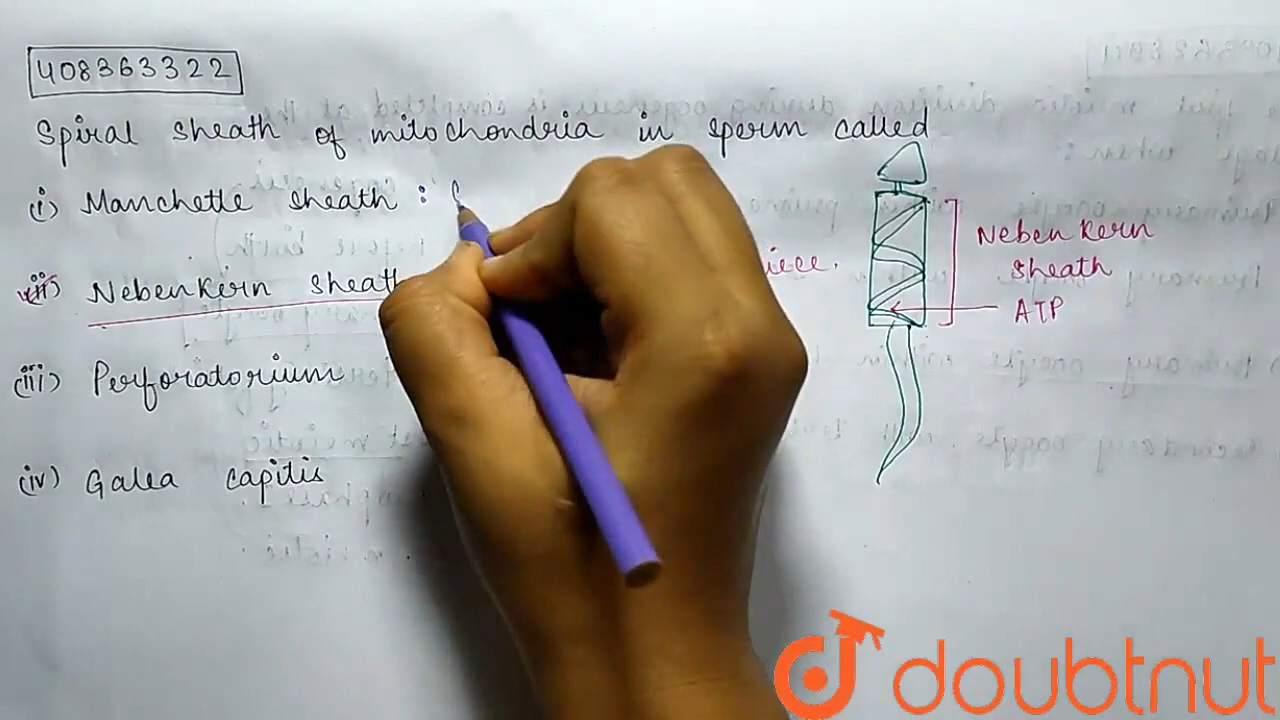 408363322
Spiral sheath of mitochondria in sperm called
(i) Manchette sheath :
(ii) Nebenkern sheath
(iii) Perforatorium
(iv) Galea capitis
Neben Kern
sheath
ATP
doubtnut